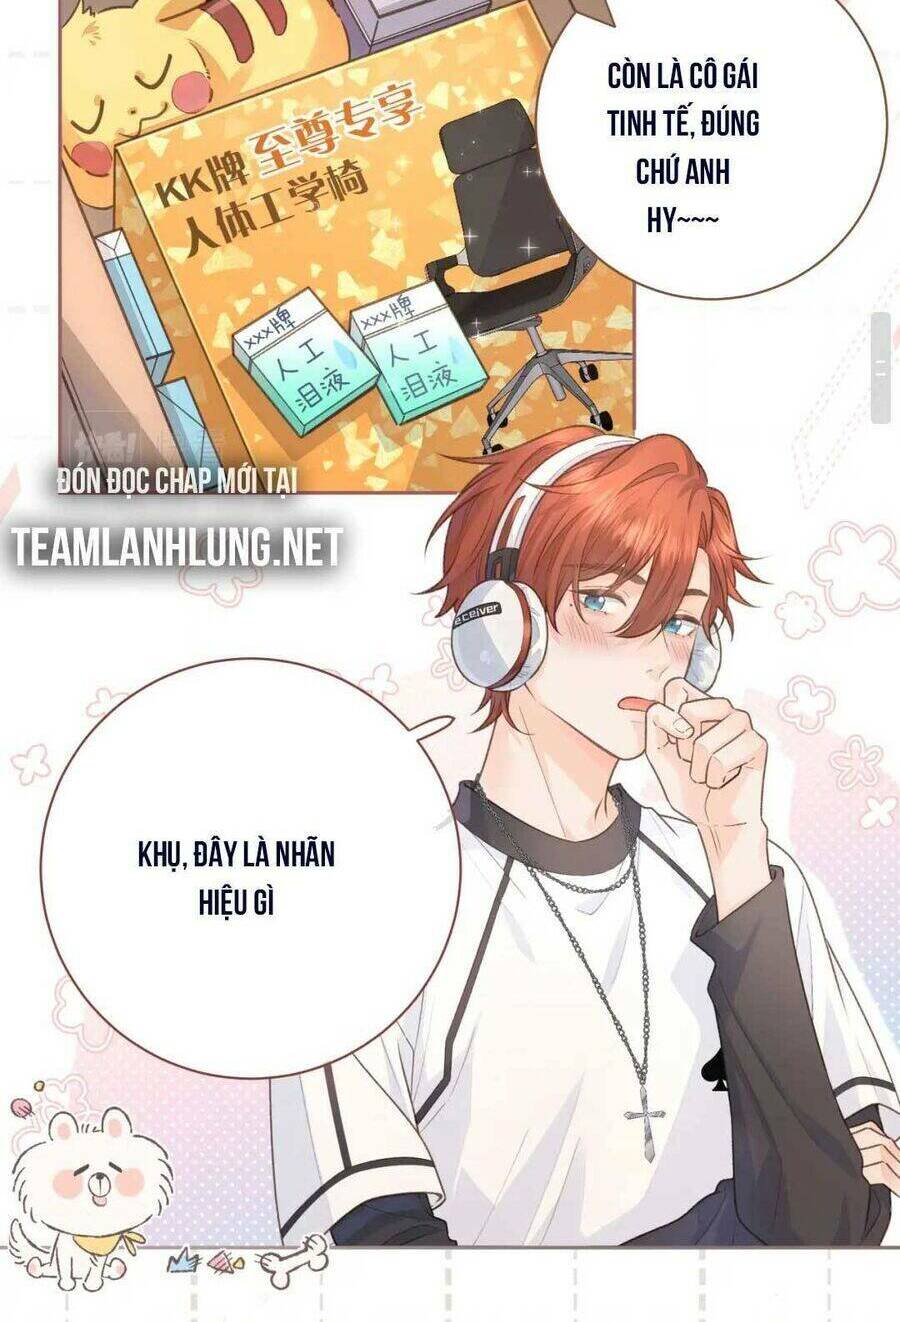 CÒN LÀ CÔ GÁI
TINH TẾ, ĐÚNG
CHỨ ANH
HY~~~
KK牌 至尊专享
人体工学椅
xxx牌
人工
泪液
xxx牌
人工
泪液
ĐÓN ĐỌC CHAP MỚI TẠI
TEAMLANHLUNG.NET
eceiver
KHỤ, ĐÂY LÀ NHÃN
HIỆU GÌ